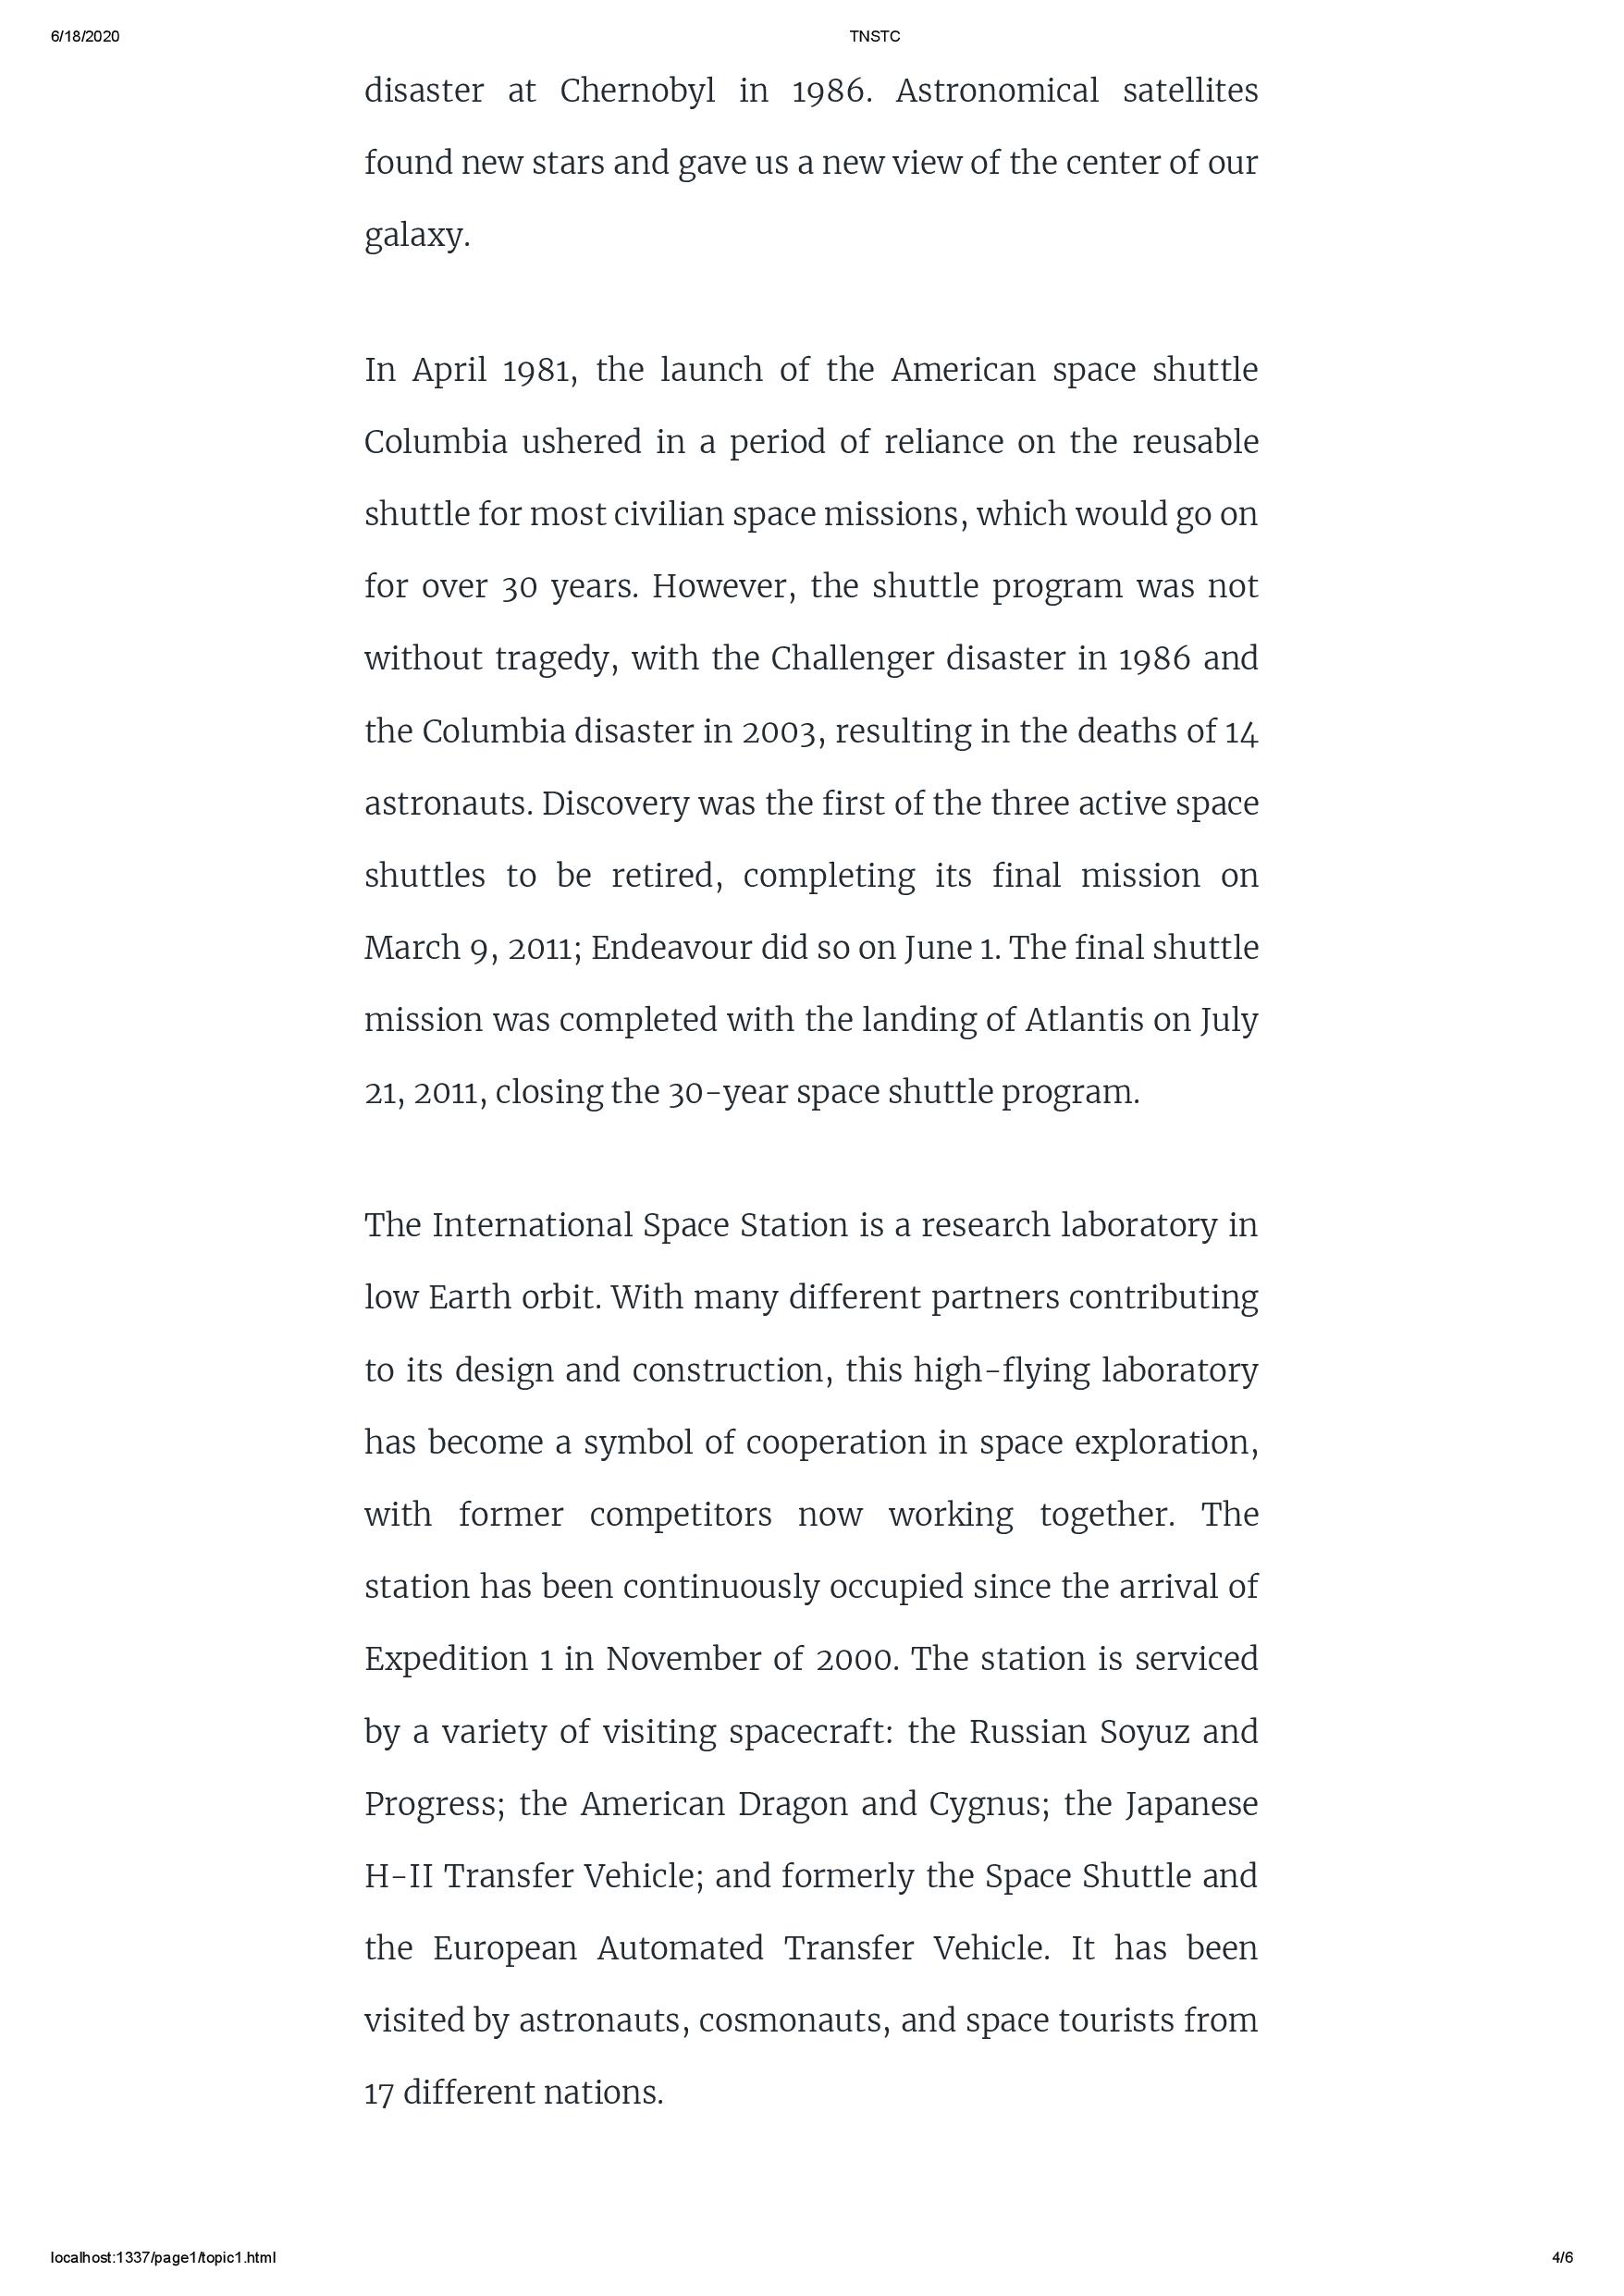 6/18/2020 TNSTC
disaster at Chernobyl in 1986. Astronomical satellites
found new stars and gave us a new view of the center of our
galaxy.
In April 1981, the launch of the American space shuttle
Columbia ushered in a period of reliance on the reusable
shuttle for most civilian space missions, which would go on
for over 30 years. However, the shuttle program was not
without tragedy, with the Challenger disaster in 1986 and
the Columbia disaster in 2003, resulting in the deaths of 14
astronauts. Discovery was the first of the three active space
shuttles to be retired, completing its final mission on
March 9, 2011; Endeavour did so on June 1. The final shuttle
mission was completed with the landing of Atlantis on July
21, 2011, closing the 30-year space shuttle program.
The International Space Station is a research laboratory in
low Earth orbit. With many different partners contributing
to its design and construction, this high-flying laboratory
has become a symbol of cooperation in space exploration,
with former competitors now working together. The
station has been continuously occupied since the arrival of
Expedition 1 in November of 2000. The station is serviced
by a variety of visiting spacecraft: the Russian Soyuz and
Progress; the American Dragon and Cygnus; the Japanese
H-II Transfer Vehicle; and formerly the Space Shuttle and
the European Automated Transfer Vehicle. It has been
visited by astronauts, cosmonauts, and space tourists from
17 different nations.
localhost:1337/page1/topic1.html 4/6